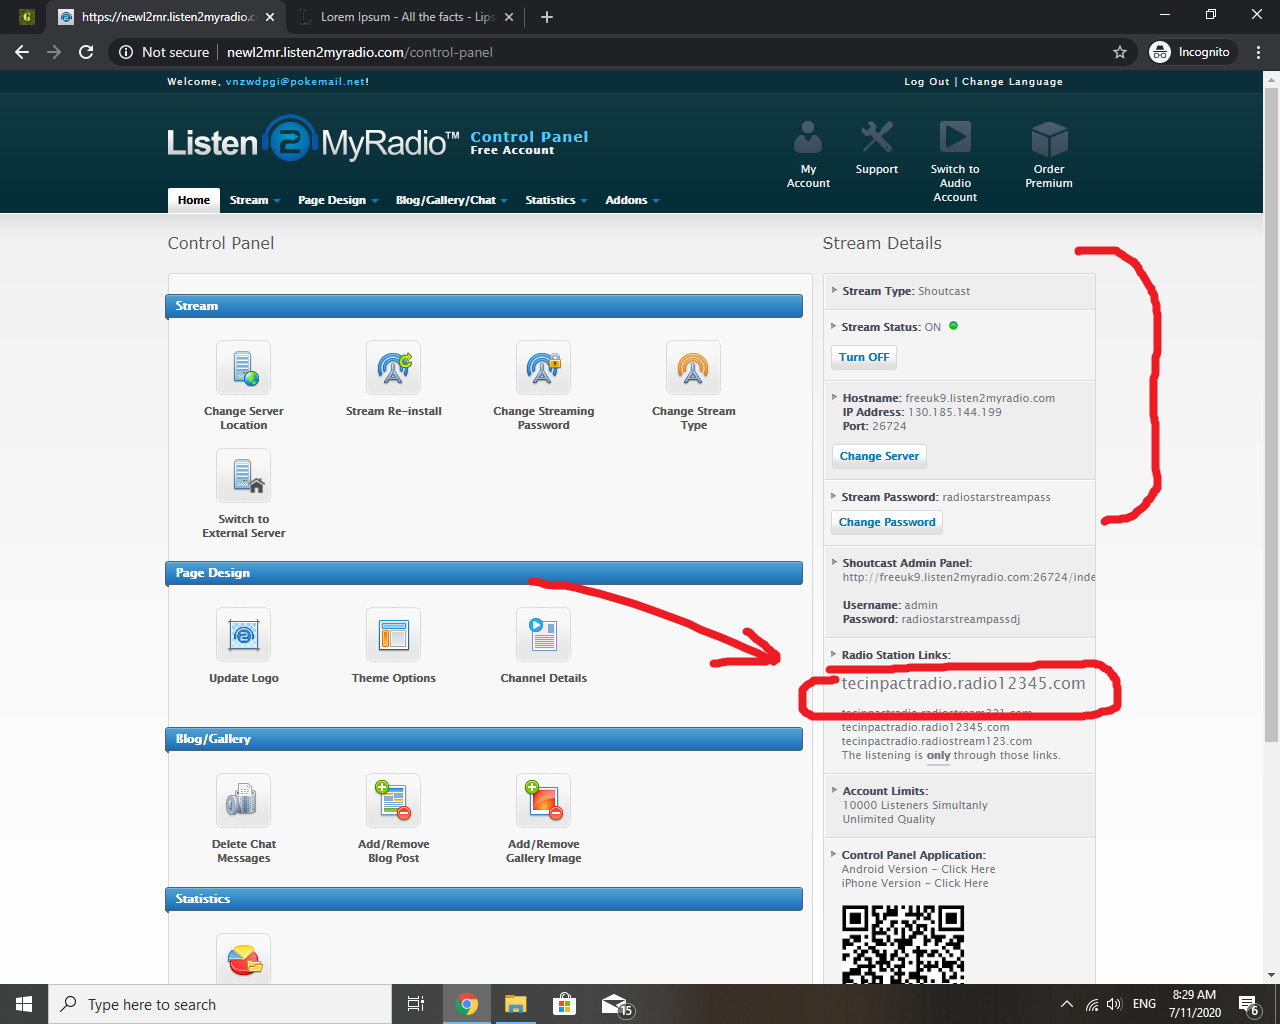 https://newl2mr.listen2myradio.c
Lorem Ipsum - All the facts - Lips
Not secure
newl2mr.listen2myradio.com/control-panel
Incognito
Welcome, vnzwdpgi@pokemail.net!
Log Out | Change Language
Listen 2 MyRadio™
Control Panel
Free Account
My Account
Support
Switch to Audio Account
Order Premium
Home
Stream
Page Design
Blog/Gallery/Chat
Statistics
Addons
Control Panel
Stream
Change Server Location
Stream Re-install
Change Streaming Password
Change Stream Type
Switch to External Server
Page Design
Update Logo
Theme Options
Channel Details
Blog/Gallery
Delete Chat Messages
Add/Remove Blog Post
Add/Remove Gallery Image
Statistics
Stream Details
Stream Type: Shoutcast
Stream Status: ON
Turn OFF
Hostname: freeuk9.listen2myradio.com
IP Address: 130.185.144.199
Port: 26724
Change Server
Stream Password: radiostarstreampass
Change Password
Shoutcast Admin Panel:
http://freeuk9.listen2myradio.com:26724/inde
Username: admin
Password: radiostarstreampassdj
Radio Station Links:
tecinpactradio.radio12345.com
tecinpactradio.radiostream321.com
tecinpactradio.radio12345.com
tecinpactradio.radiostream123.com
The listening is only through those links.
Account Limits:
10000 Listeners Simultanly
Unlimited Quality
Control Panel Application:
Android Version - Click Here
iPhone Version - Click Here
Type here to search
15
ENG
8:29 AM
7/11/2020
6